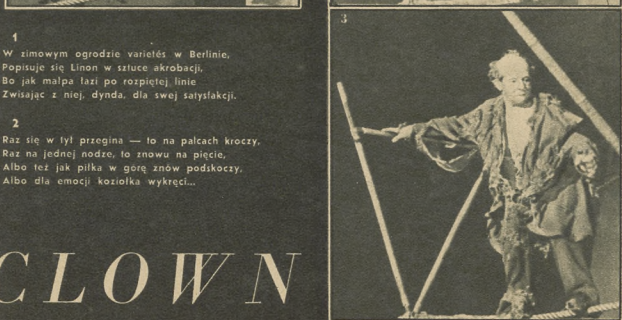 1
W zimowym ogrodzie varietés w Berlinie,
Popisuje się Linon w sztuce akrobacji,
Bo jak małpa łazi po rozpiętej linie
Zwisając z niej, dynda, dla swej satysfakcji.
2
Raz się w tył przegina — to na palcach kroczy,
Raz na jednej nodze, to znowu na pięcie,
Albo też jak piłka w górę znów podskoczy,
Albo dla emocji koziołka wykręci...
CLOWN
3